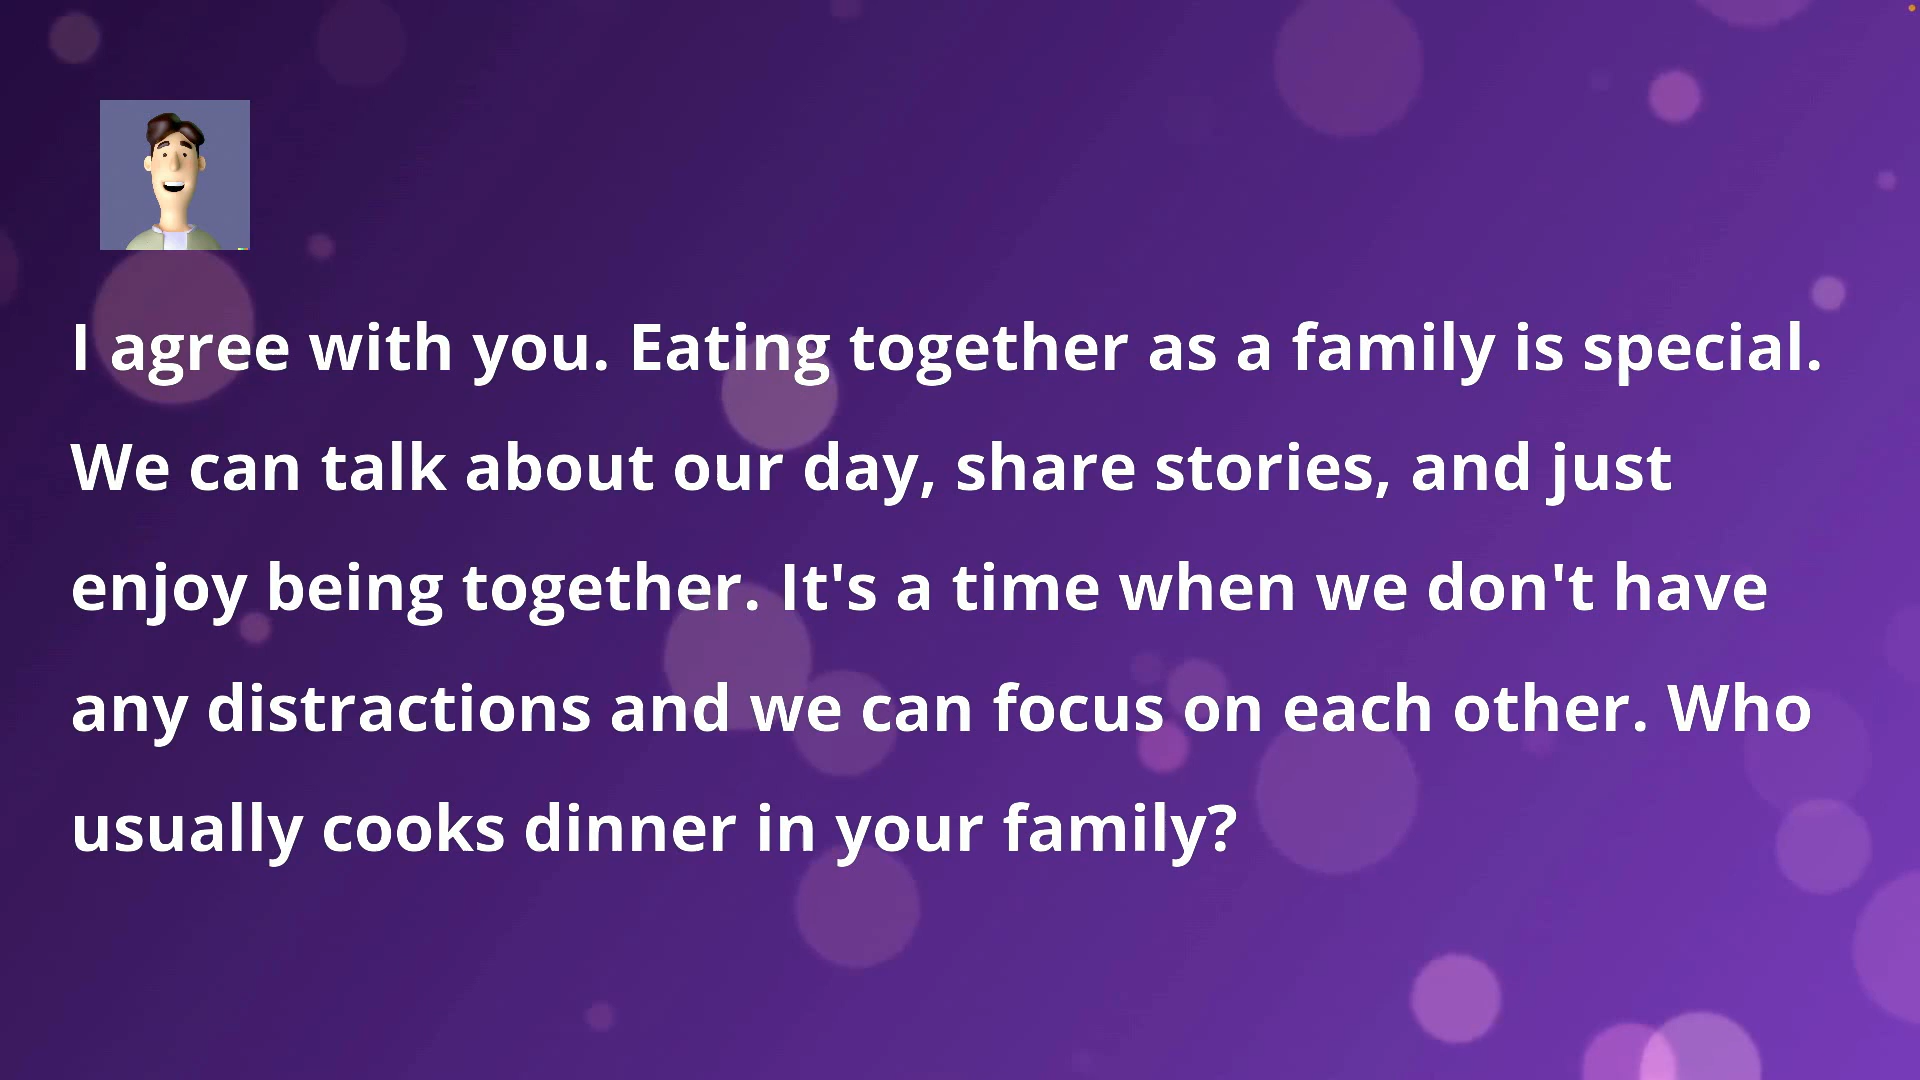 I agree with you. Eating together as a family is special.
We can talk about our day, share stories, and just
enjoy being together. It's a time when we don't have
any distractions and we can focus on each other. Who
usually cooks dinner in your family?